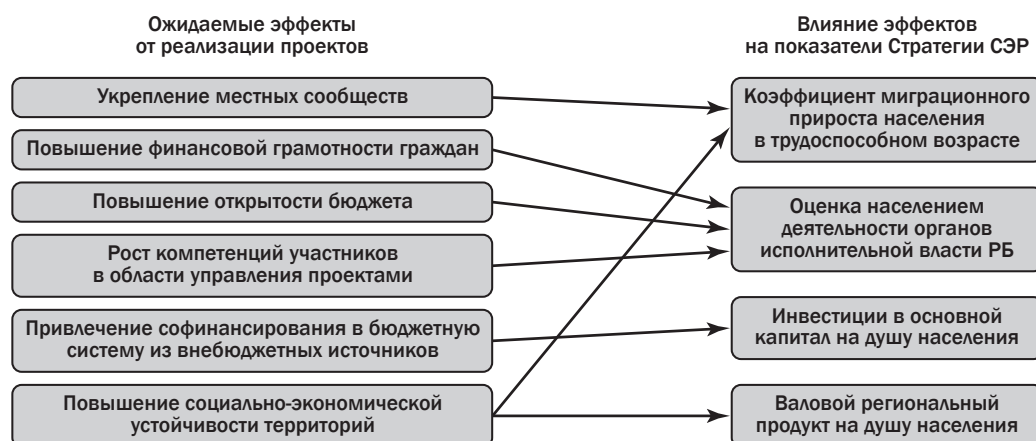 Ожидаемые эффекты
от реализации проектов
Укрепление местных сообществ
Повышение финансовой грамотности граждан
Повышение открытости бюджета
Рост компетенций участников
в области управления проектами
Привлечение софинансирования в бюджетную
систему из внебюджетных источников
Повышение социально-экономической
устойчивости территорий
Влияние эффектов
на показатели Стратегии СЭР
Коэффициент миграционного
прироста населения
в трудоспособном возрасте
Оценка населением
деятельности органов
исполнительной власти РБ
Инвестиции в основной
капитал на душу населения
Валовой региональный
продукт на душу населения